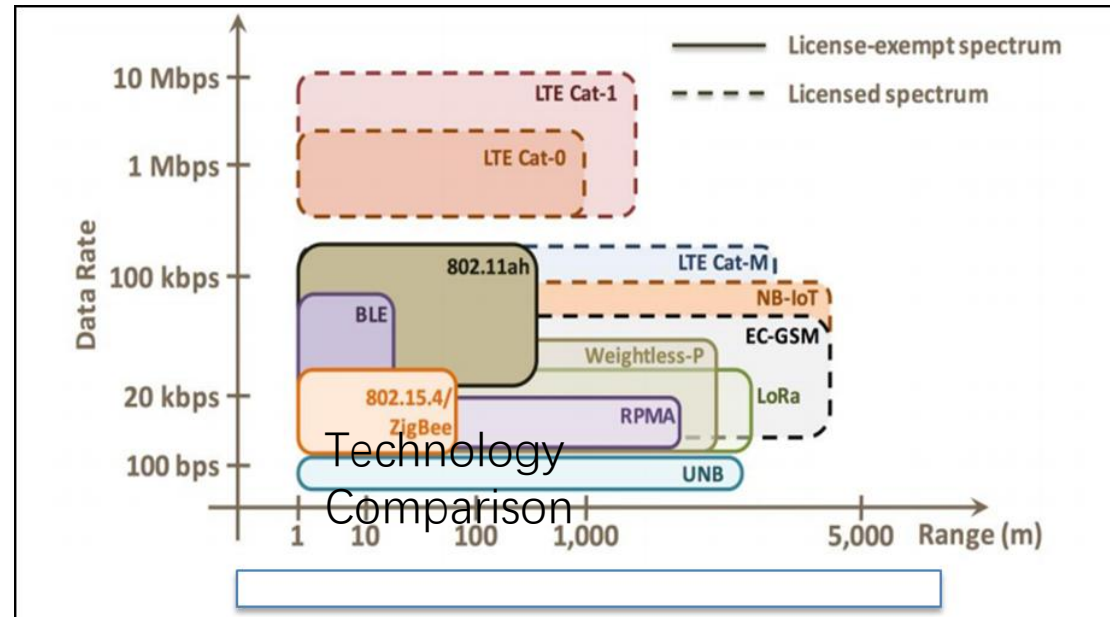 License-exempt spectrum
Licensed spectrum
10 Mbps
1 Mbps
100 kbps
20 kbps
100 bps
Data Rate
LTE Cat-1
LTE Cat-0
802.11ah
LTE Cat-M
BLE
NB-IoT
EC-GSM
Weightless-P
802.15.4/
ZigBee
LoRa
RPMA
UNB
Technology
Comparison
1
10
100
1,000
5,000
Range (m)